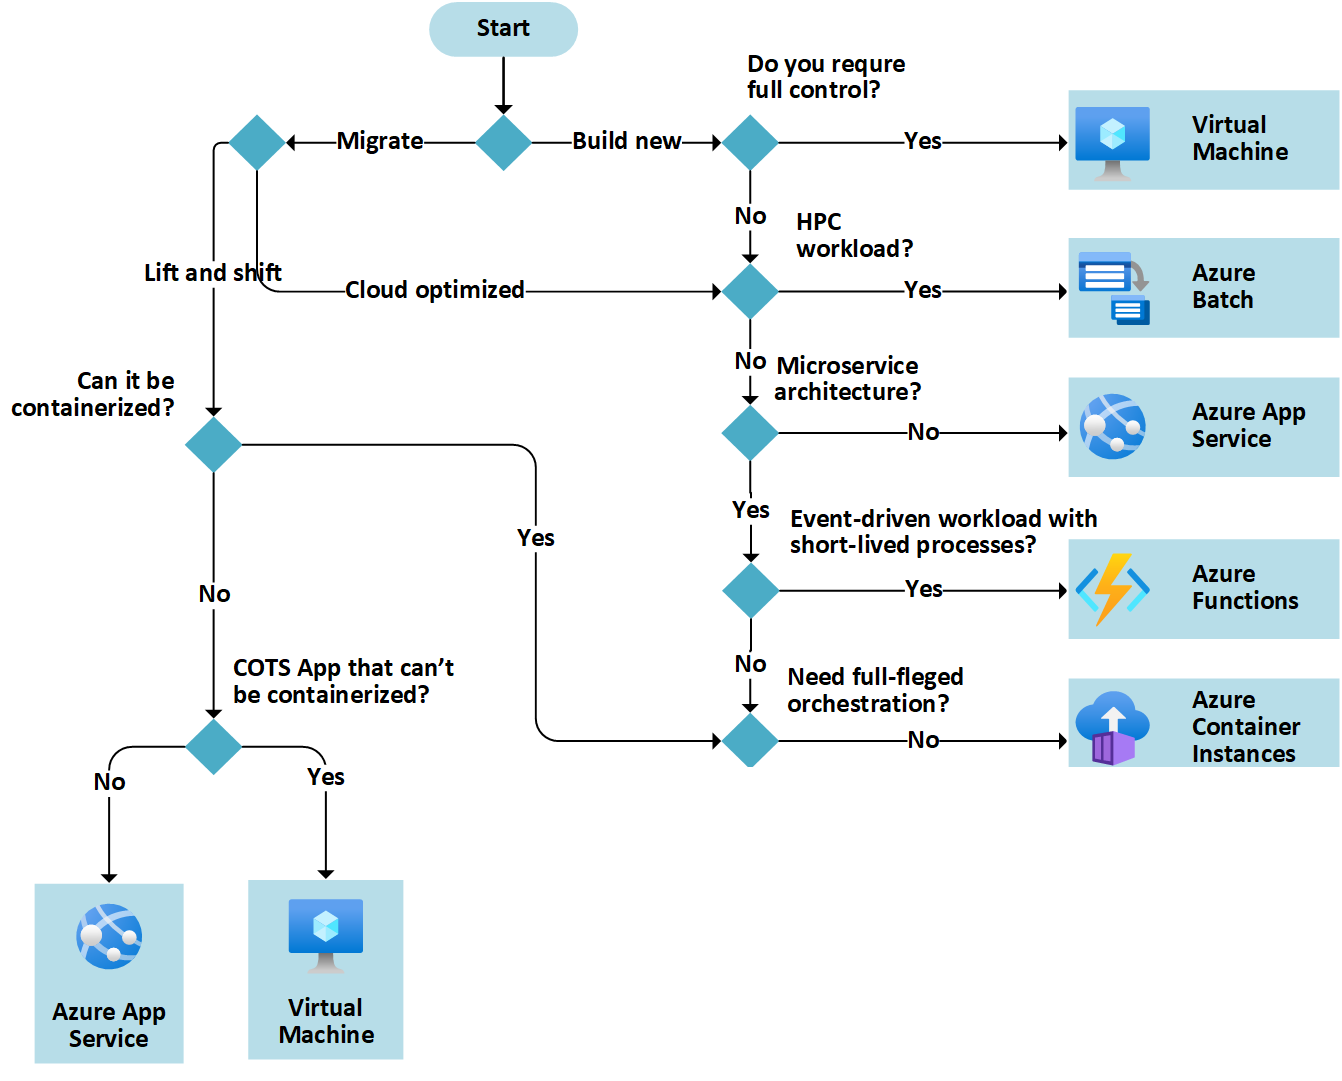 Start
Do you requre
full control?
Migrate
Build new
Yes
Virtual
Machine
No
HPC
workload?
Lift and shift
Cloud optimized
Yes
Azure
Batch
No
Microservice
architecture?
Can it be
containerized?
No
Azure App
Service
Yes
Event-driven workload with
short-lived processes?
Yes
Yes
Azure
Functions
No
No
Need full-fleged
orchestration?
COTS App that can’t
be containerized?
No
Azure
Container
Instances
No
Yes
Azure App
Service
Virtual
Machine